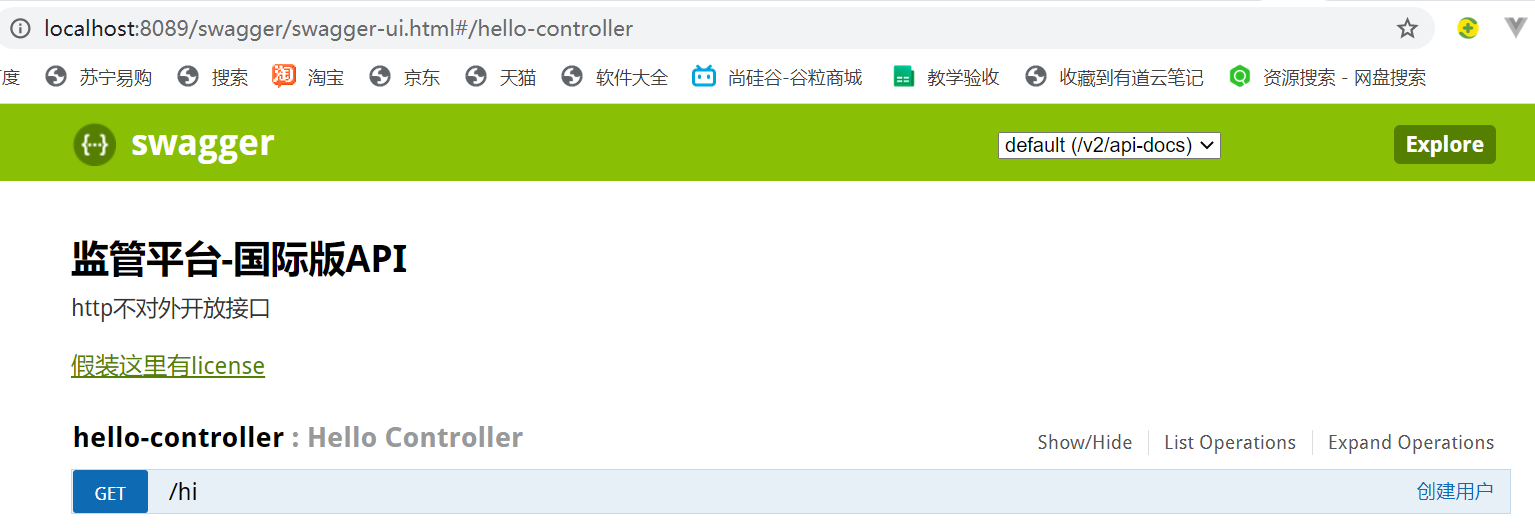 localhost:8089/swagger/swagger-ui.html#/hello-controller
度 苏宁易购 搜索 淘 淘宝 京东 天猫 软件大全 尚硅谷-谷粒商城 教学验收 收藏到有道云笔记 资源搜索 - 网盘搜索
{···} swagger default (/v2/api-docs) Explore
监管平台-国际版API
http不对外开放接口
假装这里有license
hello-controller : Hello Controller Show/Hide List Operations Expand Operations
GET /hi 创建用户